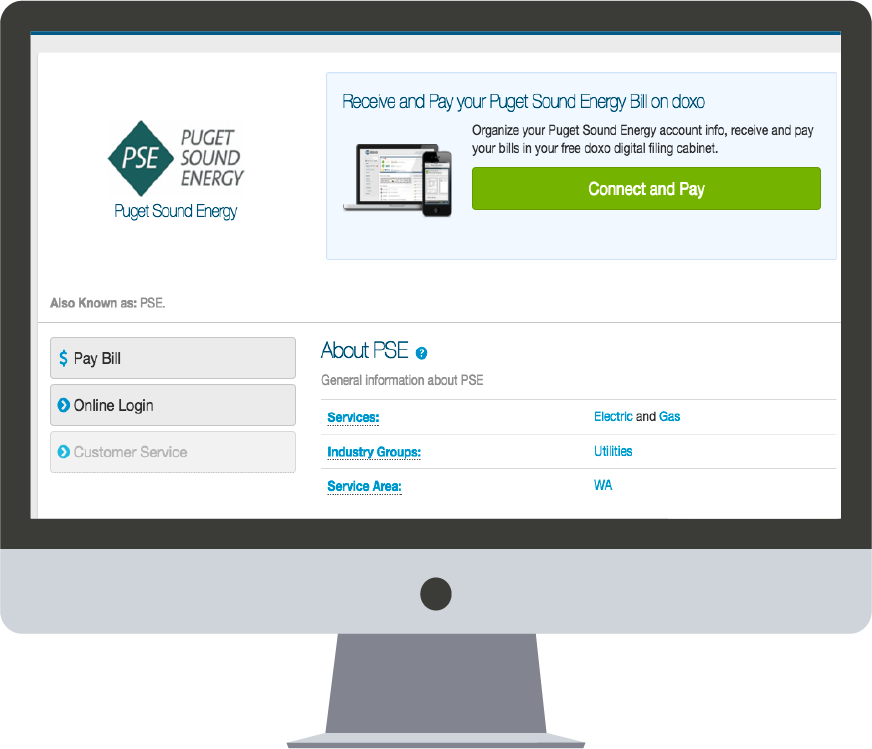 PSE
PUGET
SOUND
ENERGY
Puget Sound Energy
Receive and Pay your Puget Sound Energy Bill on doxo
Organize your Puget Sound Energy account info, receive and pay
your bills in your free doxo digital filing cabinet.
Connect and Pay
Also Known as: PSE.
$ Pay Bill
Online Login
Customer Service
About PSE ?
General information about PSE
Services: Electric and Gas
Industry Groups: Utilities
Service Area: WA